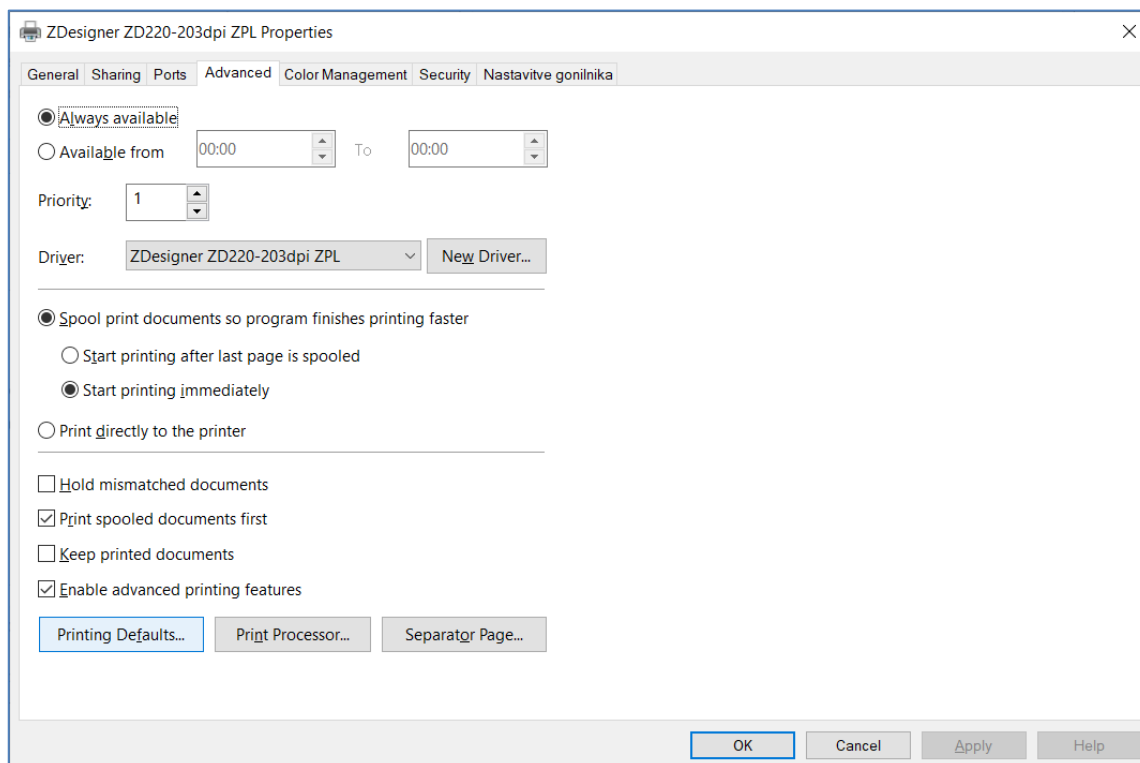 ZDesigner ZD220-203dpi ZPL Properties
General Sharing Ports Advanced Color Management Security Nastavitve gonilnika
Always available
Available from 00:00 To 00:00
Priority: 1
Driver: ZDesigner ZD220-203dpi ZPL New Driver...
Spool print documents so program finishes printing faster
Start printing after last page is spooled
Start printing immediately
Print directly to the printer
Hold mismatched documents
Print spooled documents first
Keep printed documents
Enable advanced printing features
Printing Defaults... Print Processor... Separator Page...
OK Cancel Apply Help